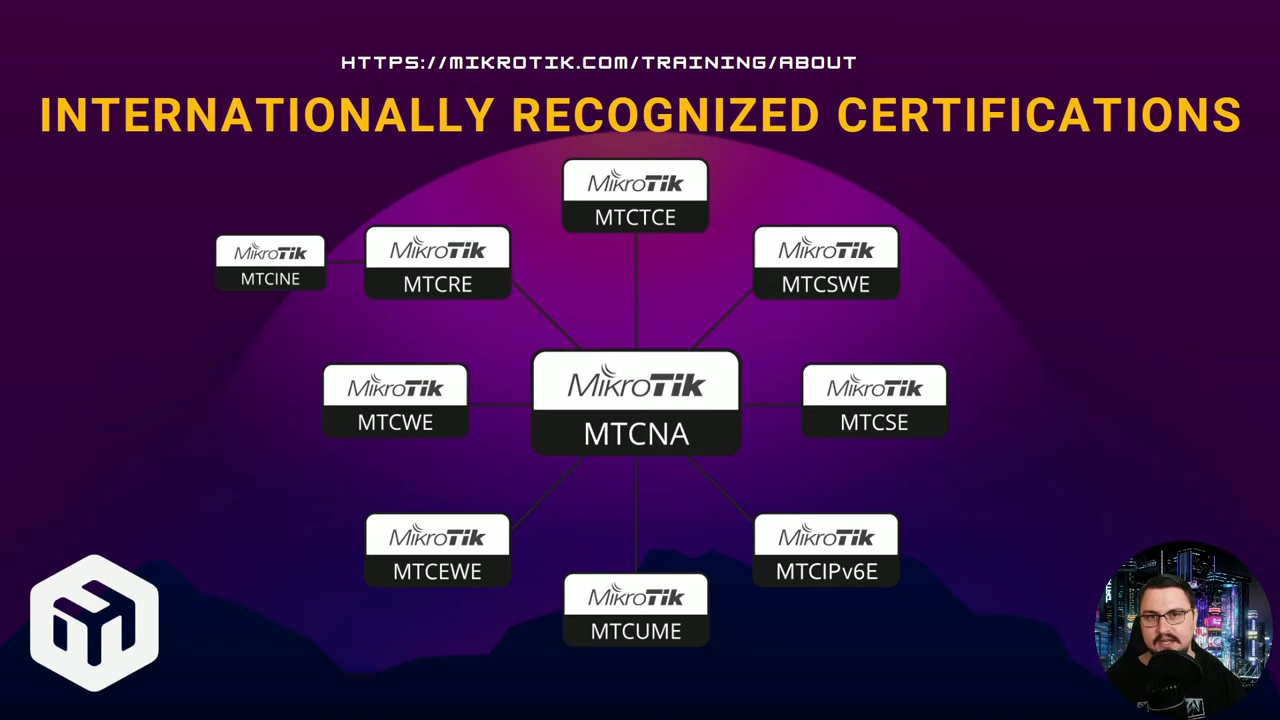 HTTPS://MIKROTIK.COM/TRAINING/ABOUT
INTERNATIONALLY RECOGNIZED CERTIFICATIONS
MikroTik
MTCTCE
MikroTik
MTCINE
MikroTik
MTCRE
MikroTik
MTCSWE
MikroTik
MTCWE
MikroTik
MTCNA
MikroTik
MTCSE
MikroTik
MTCEWE
MikroTik
MTCUME
MikroTik
MTCIPv6E